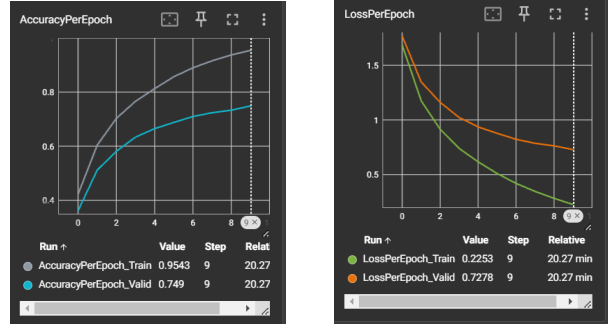 AccuracyPerEpoch
0.8
0.6
0.4
0 2 4 6 8 9
Run ↑ Value Step Relat
AccuracyPerEpoch_Train 0.9543 9 20.27
AccuracyPerEpoch_Valid 0.749 9 20.27
LossPerEpoch
1.5
1
0.5
0 2 4 6 8 9
Run ↑ Value Step Relative
LossPerEpoch_Train 0.2253 9 20.27 min
LossPerEpoch_Valid 0.7278 9 20.27 min